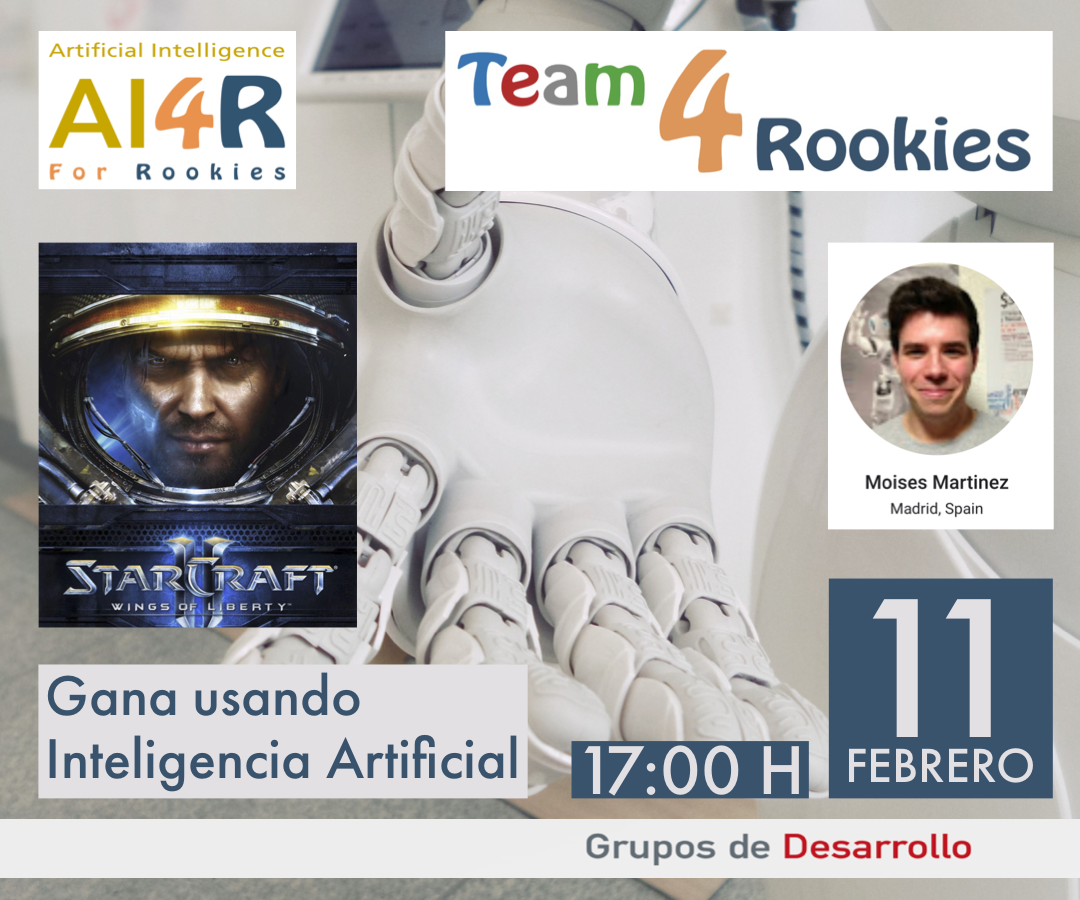 Artificial Intelligence
AI4R
For Rookies
Team 4 Rookies
STARCRAFT II
WINGS OF LIBERTY
Moises Martinez
Madrid, Spain
Gana usando
Inteligencia Artificial
17:00 H
11
FEBRERO
Grupos de Desarrollo